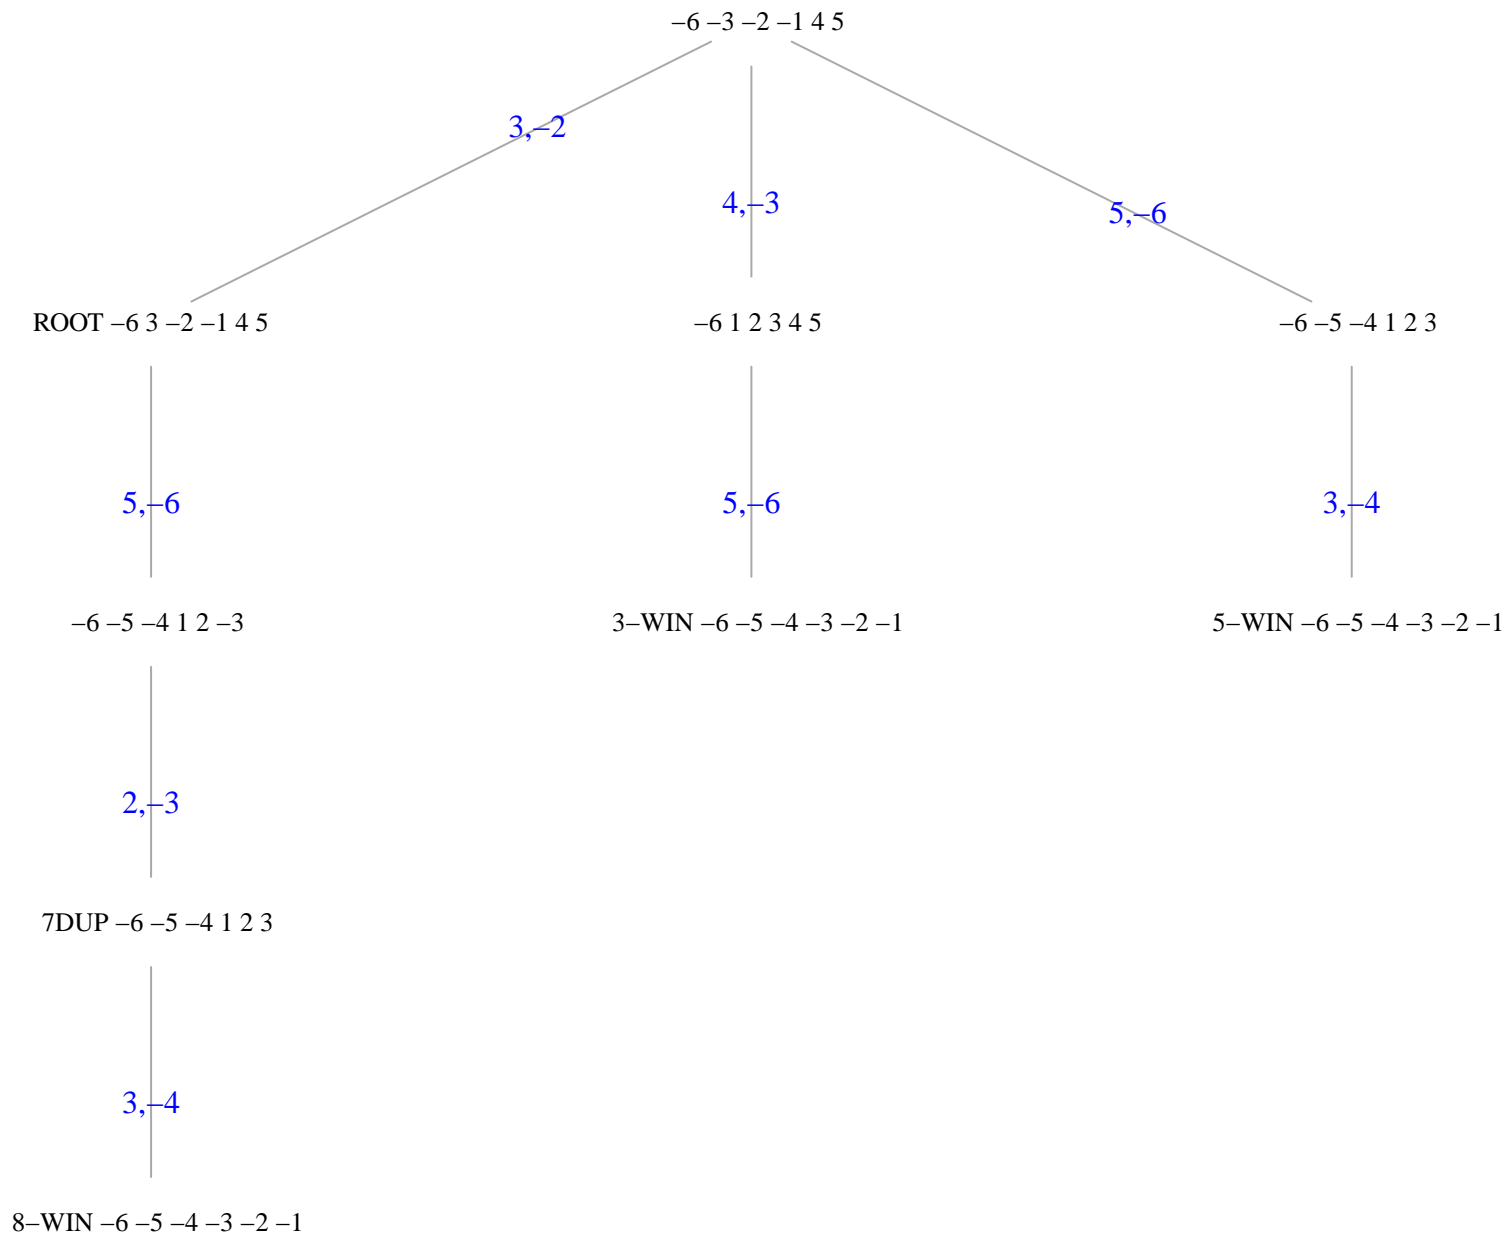 –6 –3 –2 –1 4 5
3,–2
4,–3
5,–6
ROOT –6 3 –2 –1 4 5
–6 1 2 3 4 5
–6 –5 –4 1 2 3
5,–6
5,–6
3,–4
–6 –5 –4 1 2 –3
3–WIN –6 –5 –4 –3 –2 –1
5–WIN –6 –5 –4 –3 –2 –1
2,–3
7DUP –6 –5 –4 1 2 3
3,–4
8–WIN –6 –5 –4 –3 –2 –1